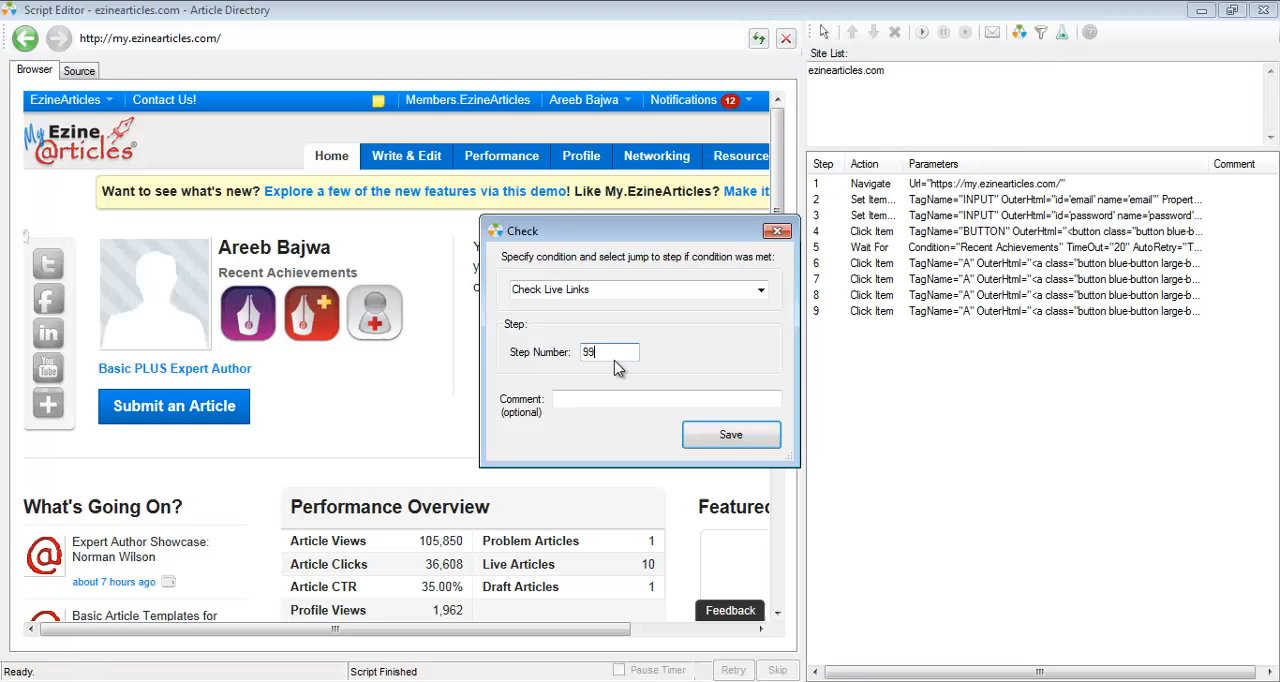 Script Editor - ezinearticles.com - Article Directory
http://my.ezinearticles.com/
Browser
Source
EzineArticles
Contact Us!
Members.EzineArticles
Areeb Bajwa
Notifications 12
My Ezine @rticles
Home
Write & Edit
Performance
Profile
Networking
Resource
Want to see what's new? Explore a few of the new features via this demo! Like My.EzineArticles? Make it
Areeb Bajwa
Recent Achievements
Basic PLUS Expert Author
Submit an Article
You Tube
What's Going On?
Expert Author Showcase:
Norman Wilson
about 7 hours ago
Basic Article Templates for
Performance Overview
Article Views 105,850 Problem Articles 1
Article Clicks 36,608 Live Articles 10
Article CTR 35.00% Draft Articles 1
Profile Views 1,962
Feedback
Check
Specify condition and select jump to step if condition was met:
Check Live Links
Step:
Step Number: 99
Comment:
(optional)
Save
Site List:
ezinearticles.com
Step Action Parameters Comment
1 Navigate Url="https://my.ezinearticles.com/"
2 Set Item... TagName="INPUT" OuterHtml="id='email' name='email'" Propert...
3 Set Item... TagName="INPUT" OuterHtml="id='password' name='password'...
4 Click Item TagName="BUTTON" OuterHtml="<button class="button blue-b...
5 Wait For Condition="Recent Achievements" TimeOut="20" AutoRetry="T...
6 Click Item TagName="A" OuterHtml="<a class="button blue-button large-b...
7 Click Item TagName="A" OuterHtml="<a class="button blue-button large-b...
8 Click Item TagName="A" OuterHtml="<a class="button blue-button large-b...
9 Click Item TagName="A" OuterHtml="<a class="button blue-button large-b...
Ready.
Script Finished
Pause Timer
Retry
Skip